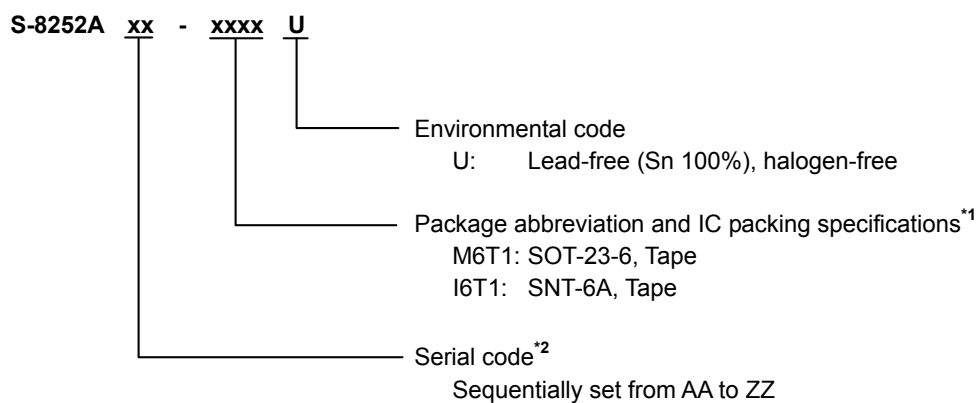 S-8252A xx - xxxx U
Environmental code
U: Lead-free (Sn 100%), halogen-free
Package abbreviation and IC packing specifications*1
M6T1: SOT-23-6, Tape
I6T1: SNT-6A, Tape
Serial code*2
Sequentially set from AA to ZZ